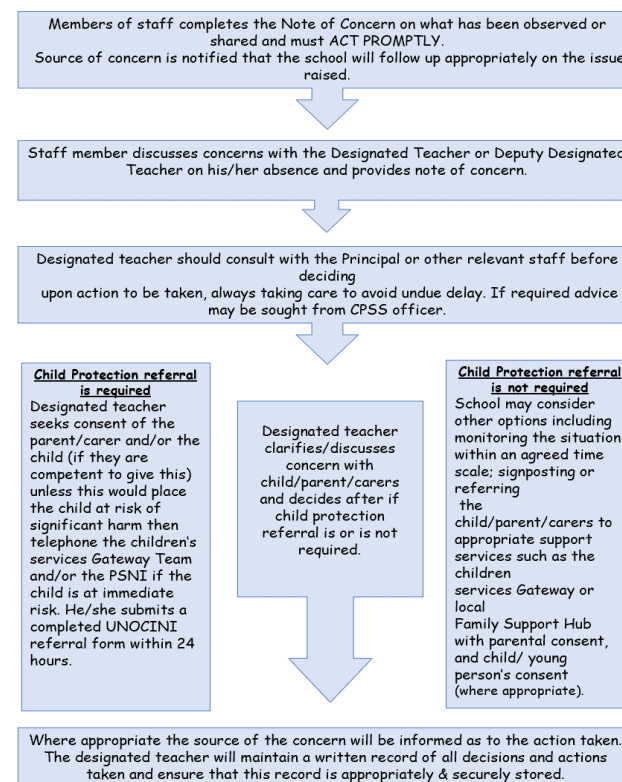 Members of staff completes the Note of Concern on what has been observed or
shared and must ACT PROMPTLY.
Source of concern is notified that the school will follow up appropriately on the issue
raised.
Staff member discusses concerns with the Designated Teacher or Deputy Designated
Teacher on his/her absence and provides note of concern.
Designated teacher should consult with the Principal or other relevant staff before
deciding
upon action to be taken, always taking care to avoid undue delay. If required advice
may be sought from CPSS officer.
Child Protection referral
is required
Designated teacher
seeks consent of the
parent/carer and/or the
child (if they are
competent to give this)
unless this would place
the child at risk of
significant harm then
telephone the children's
services Gateway Team
and/or the PSNI if the
child is at immediate
risk. He/she submits a
completed UNOCINI
referral form within 24
hours.
Designated teacher
clarifies/discusses
concern with
child/parent/carers
and decides after if
child protection
referral is or is not
required.
Child Protection referral
is not required
School may consider
other options including
monitoring the situation
within an agreed time
scale; signposting or
referring
the
child/parent/carers to
appropriate support
services such as the
children
services Gateway or
local
Family Support Hub
with parental consent,
and child/ young
person's consent
(where appropriate).
Where appropriate the source of the concern will be informed as to the action taken.
The designated teacher will maintain a written record of all decisions and actions
taken and ensure that this record is appropriately & securely stored.